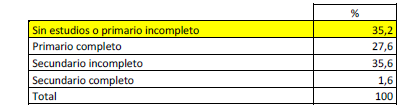 %
Sin estudios o primario incompleto 35,2
Primario completo 27,6
Secundario incompleto 35,6
Secundario completo 1,6
Total 100